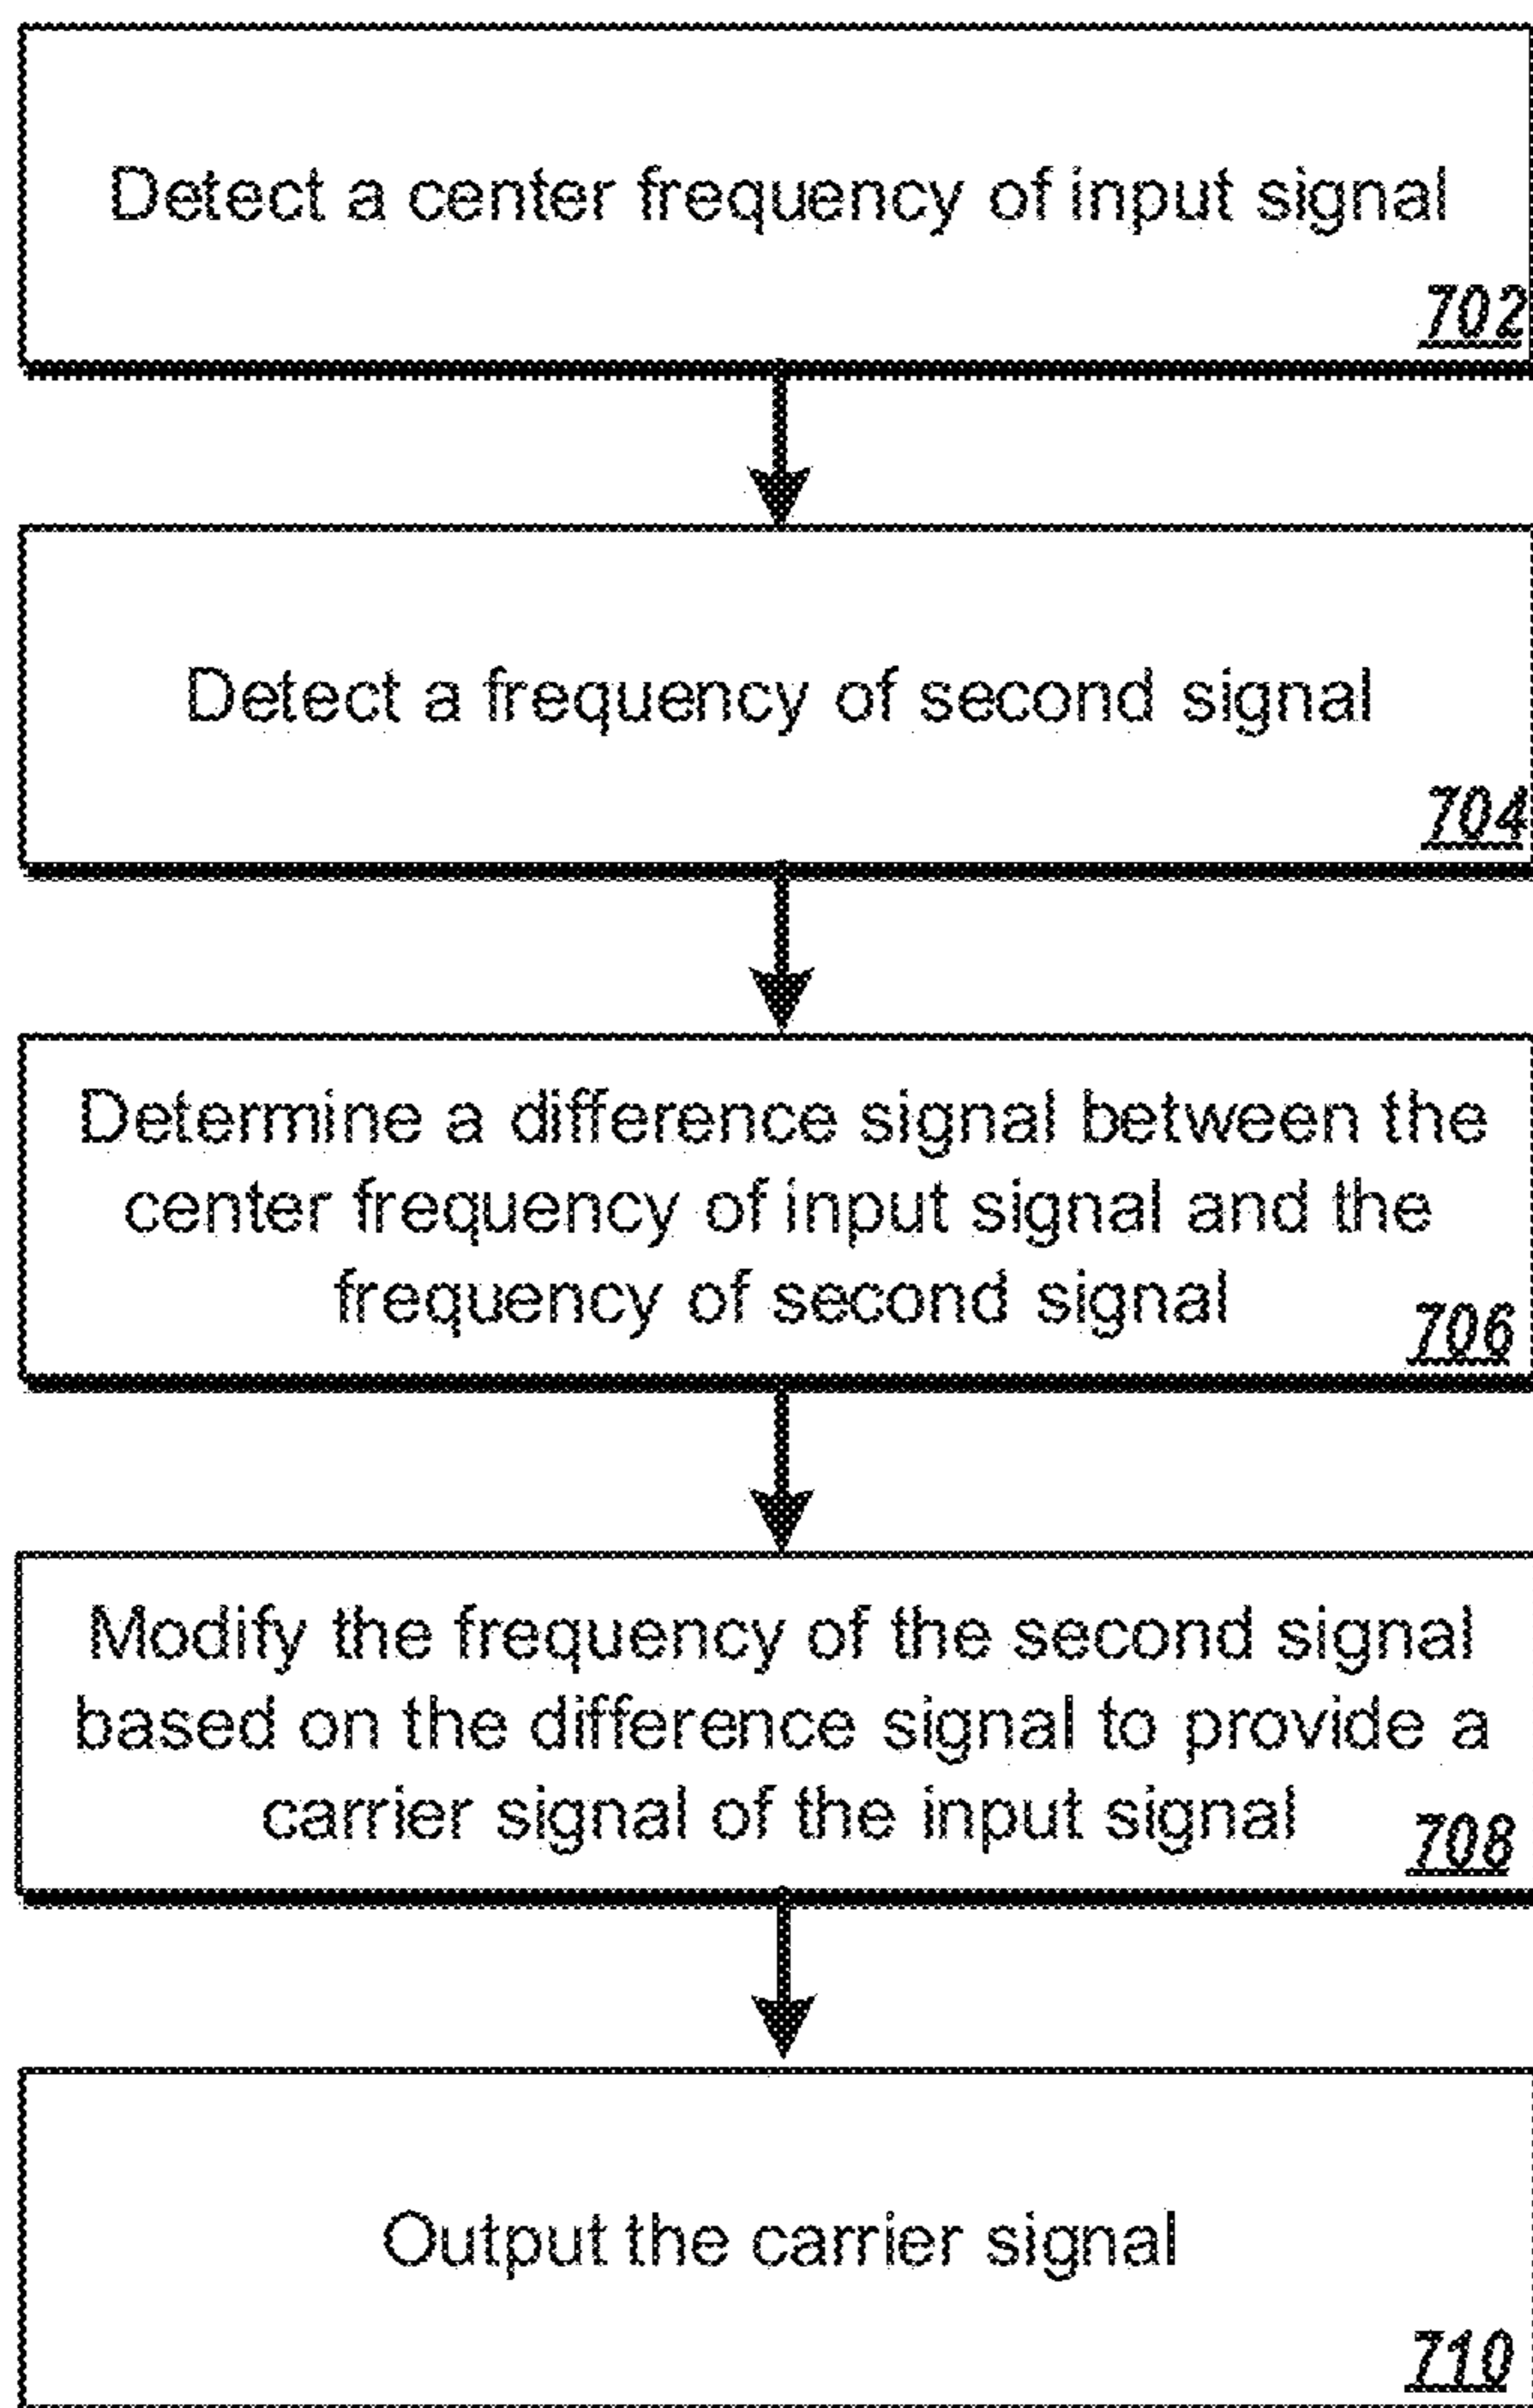 Detect a center frequency of input signal
702
Detect a frequency of second signal
704
Determine a difference signal between the
center frequency of input signal and the
frequency of second signal
706
Modify the frequency of the second signal
based on the difference signal to provide a
carrier signal of the input signal
708
Output the carrier signal
710